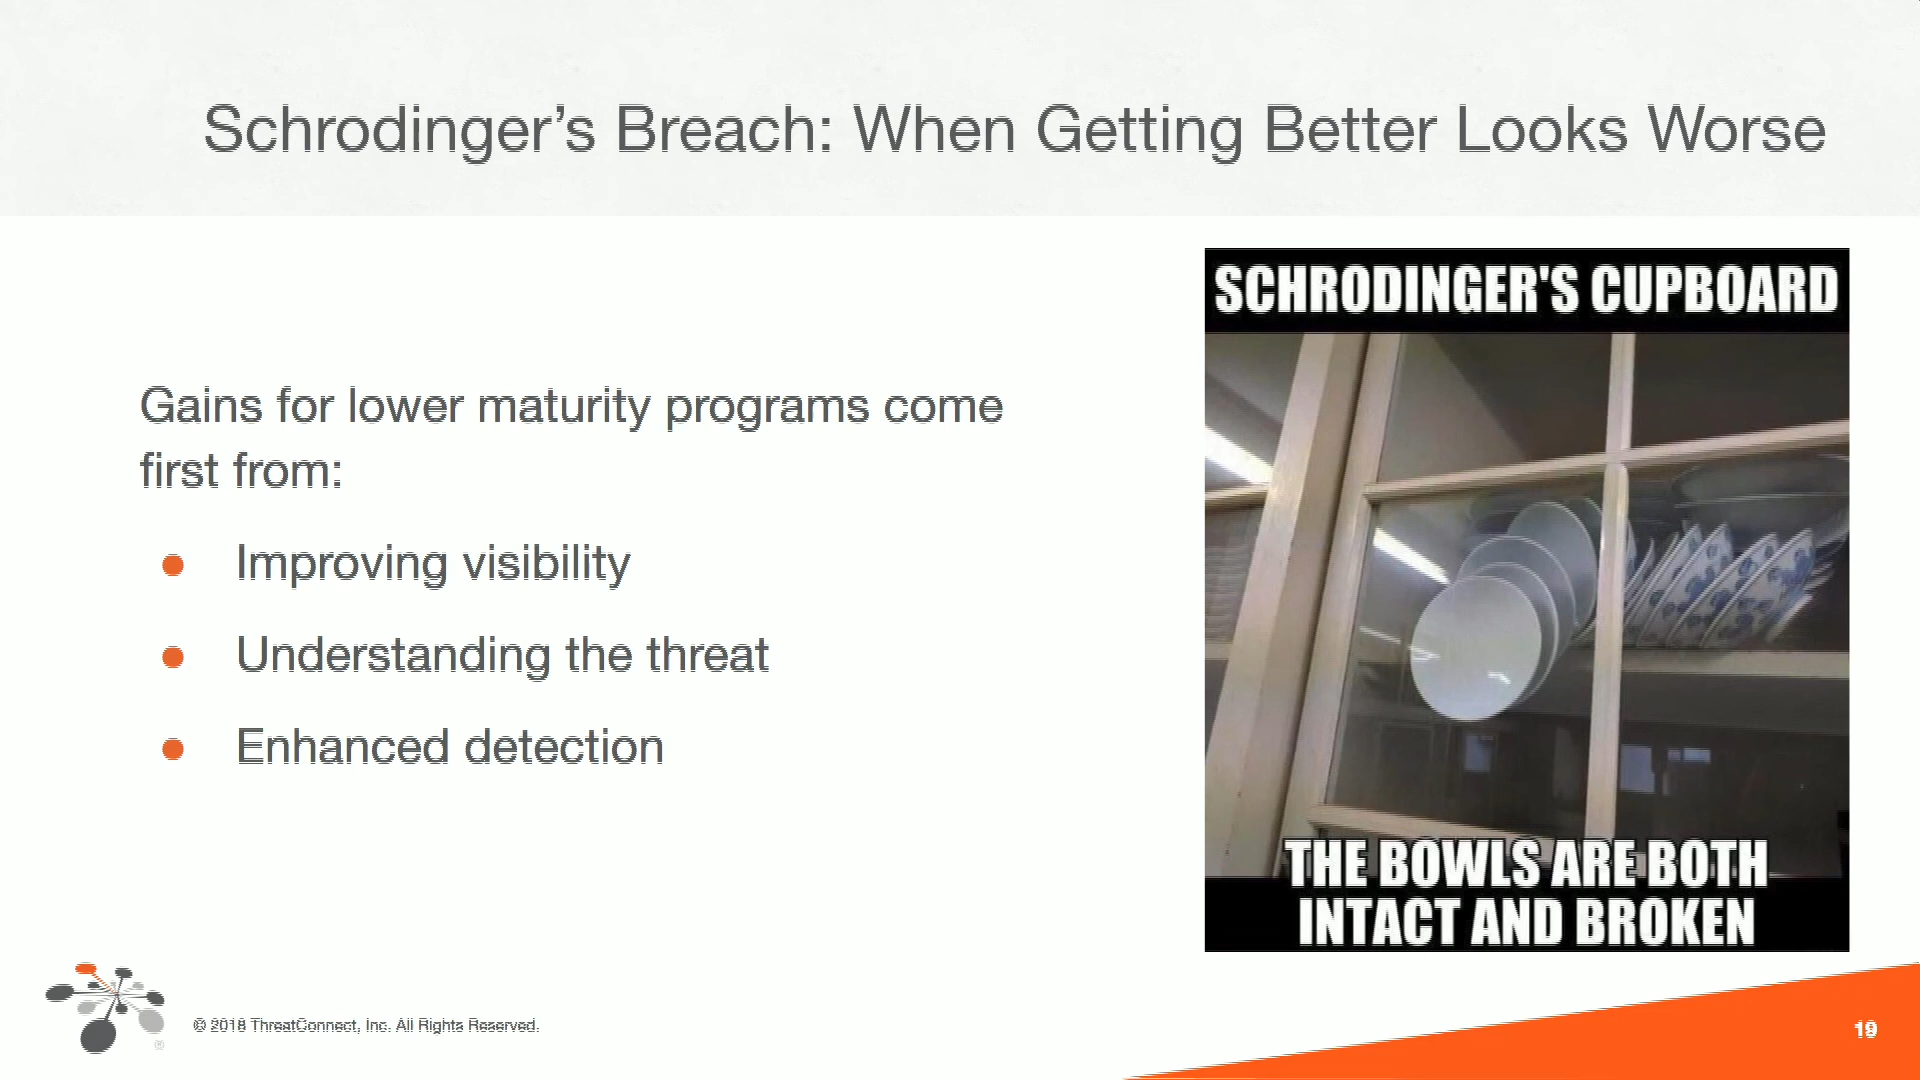 Schrodinger’s Breach: When Getting Better Looks Worse
Gains for lower maturity programs come
first from:
● Improving visibility
● Understanding the threat
● Enhanced detection
SCHRODINGER'S CUPBOARD
THE BOWLS ARE BOTH
INTACT AND BROKEN
®
© 2018 ThreatConnect, Inc. All Rights Reserved.
19